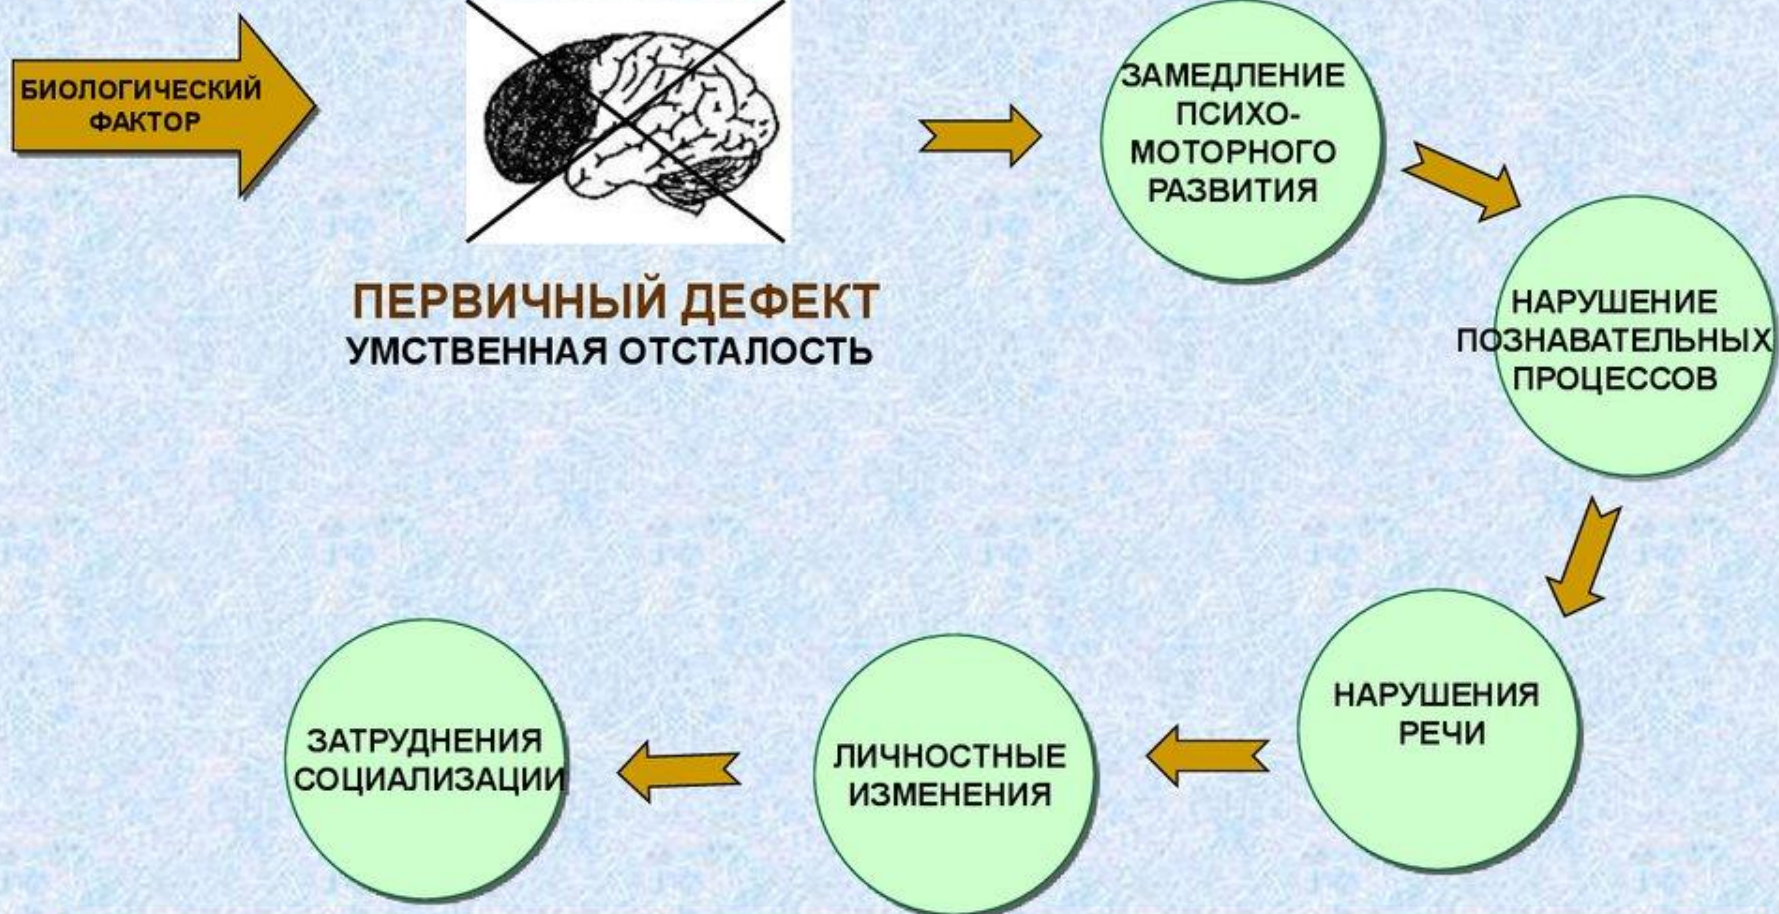 БИОЛОГИЧЕСКИЙ
ФАКТОР
ПЕРВИЧНЫЙ ДЕФЕКТ
УМСТВЕННАЯ ОТСТАЛОСТЬ
ЗАМЕДЛЕНИЕ
ПСИХО-
МОТОРНОГО
РАЗВИТИЯ
НАРУШЕНИЕ
ПОЗНАВАТЕЛЬНЫХ
ПРОЦЕССОВ
НАРУШЕНИЯ
РЕЧИ
ЛИЧНОСТНЫЕ
ИЗМЕНЕНИЯ
ЗАТРУДНЕНИЯ
СОЦИАЛИЗАЦИИ